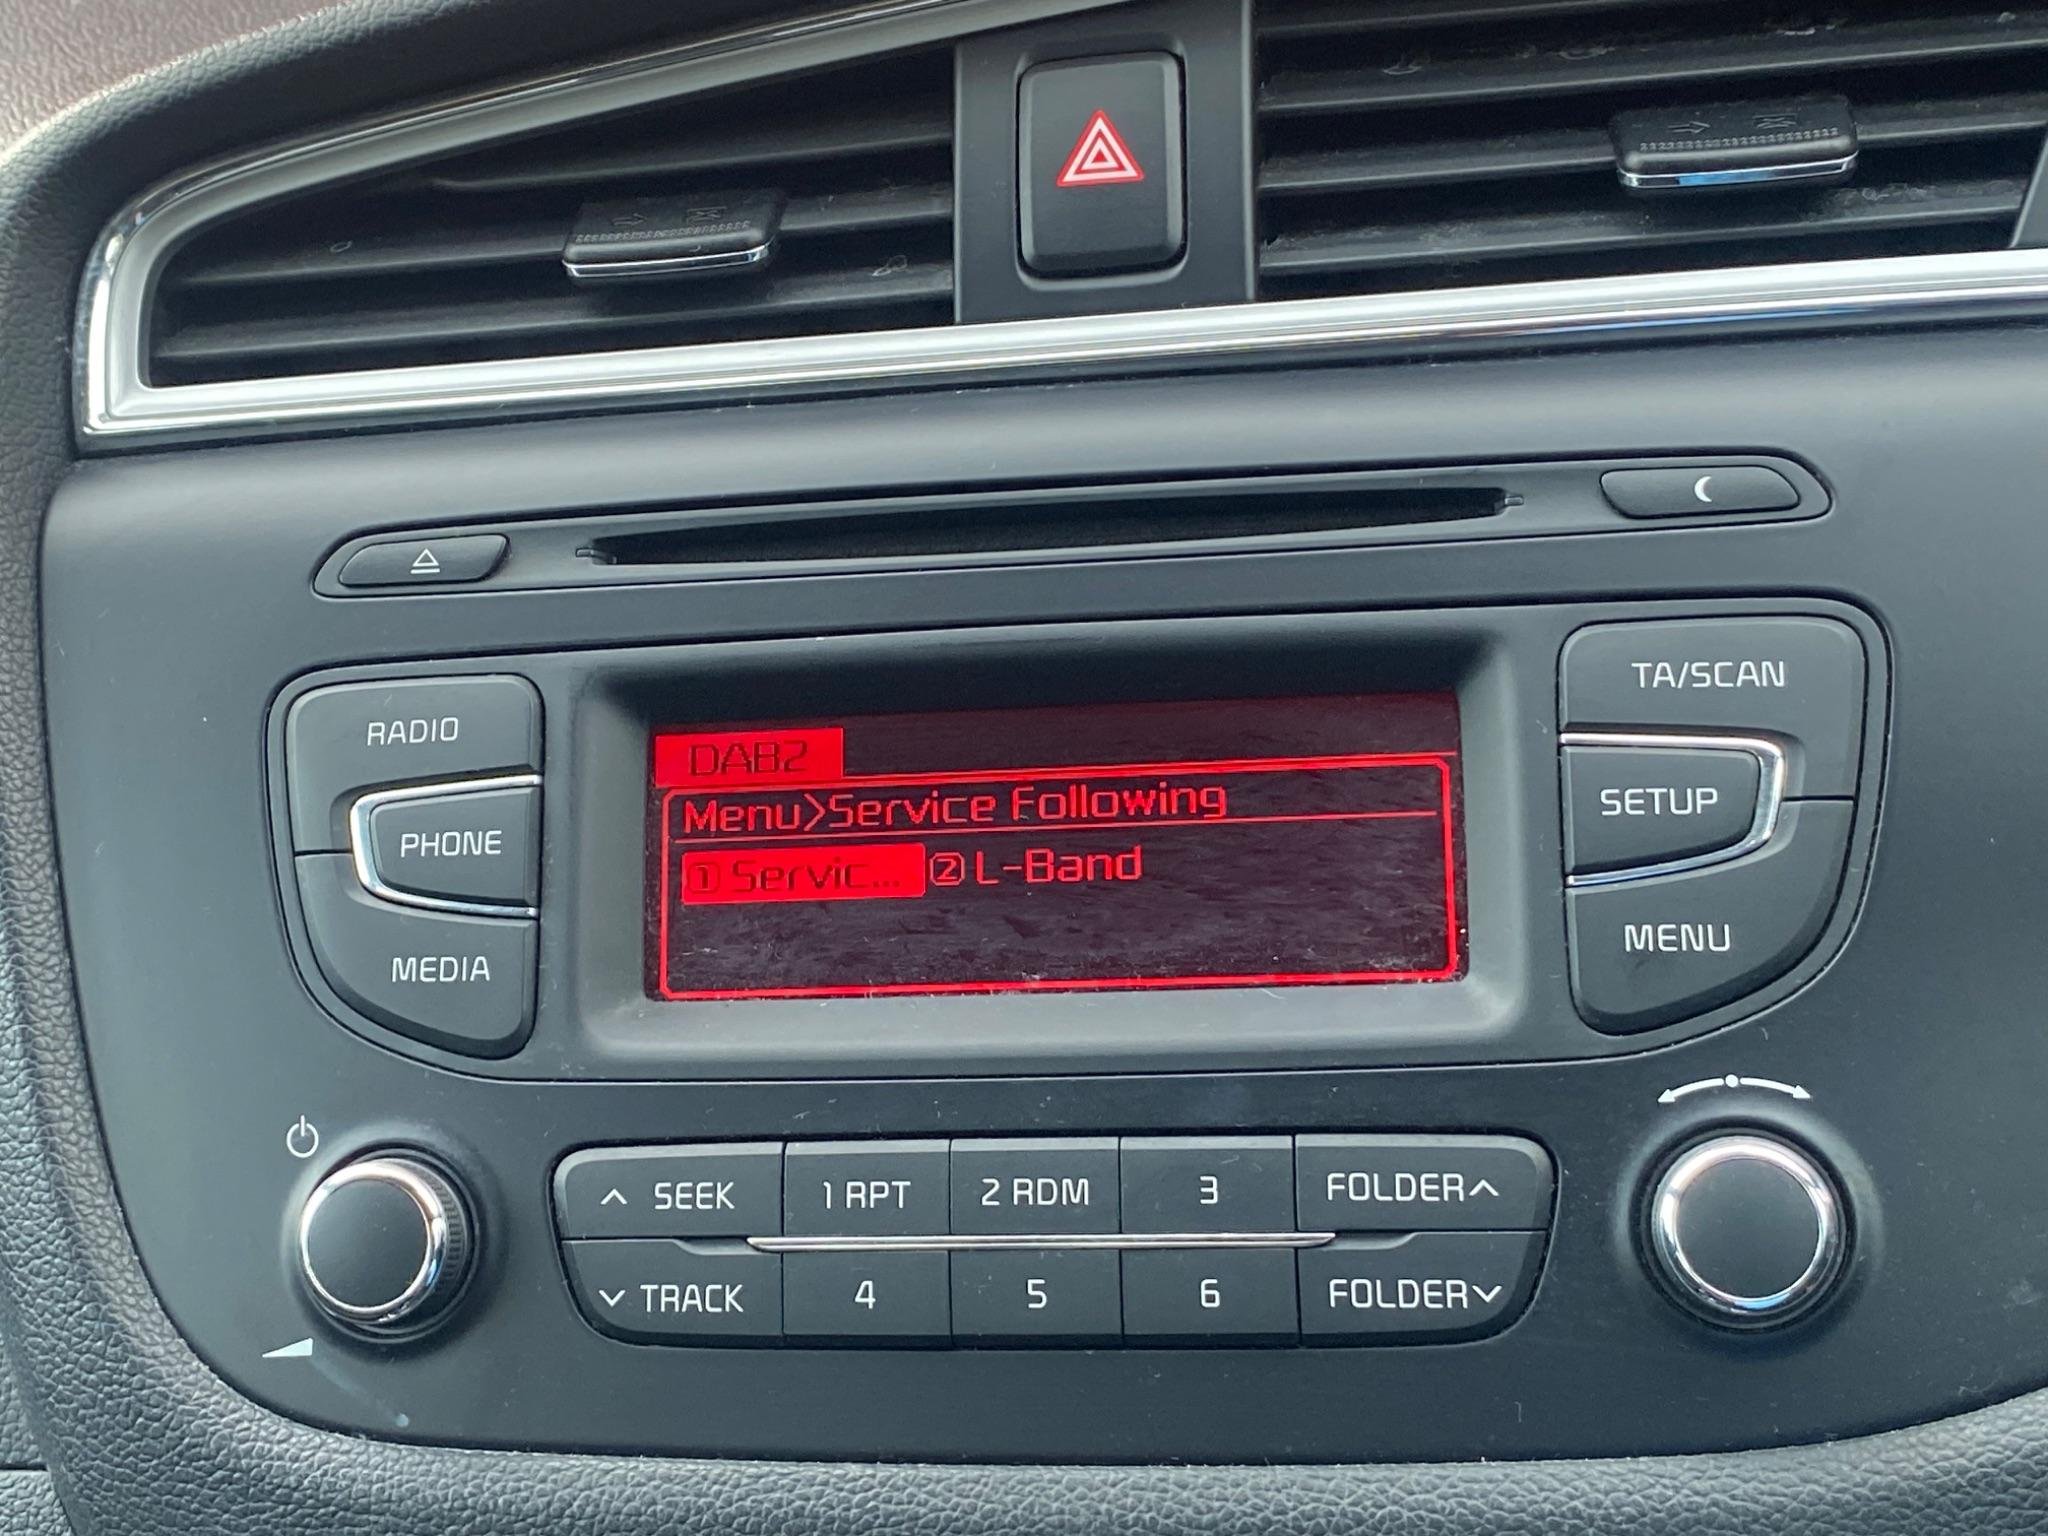 RADIO
PHONE
MEDIA
DAB2
Menu>Service Following
① Servic... ② L-Band
TA/SCAN
SETUP
MENU
SEEK
1 RPT
2 RDM
3
FOLDER
TRACK
4
5
6
FOLDER